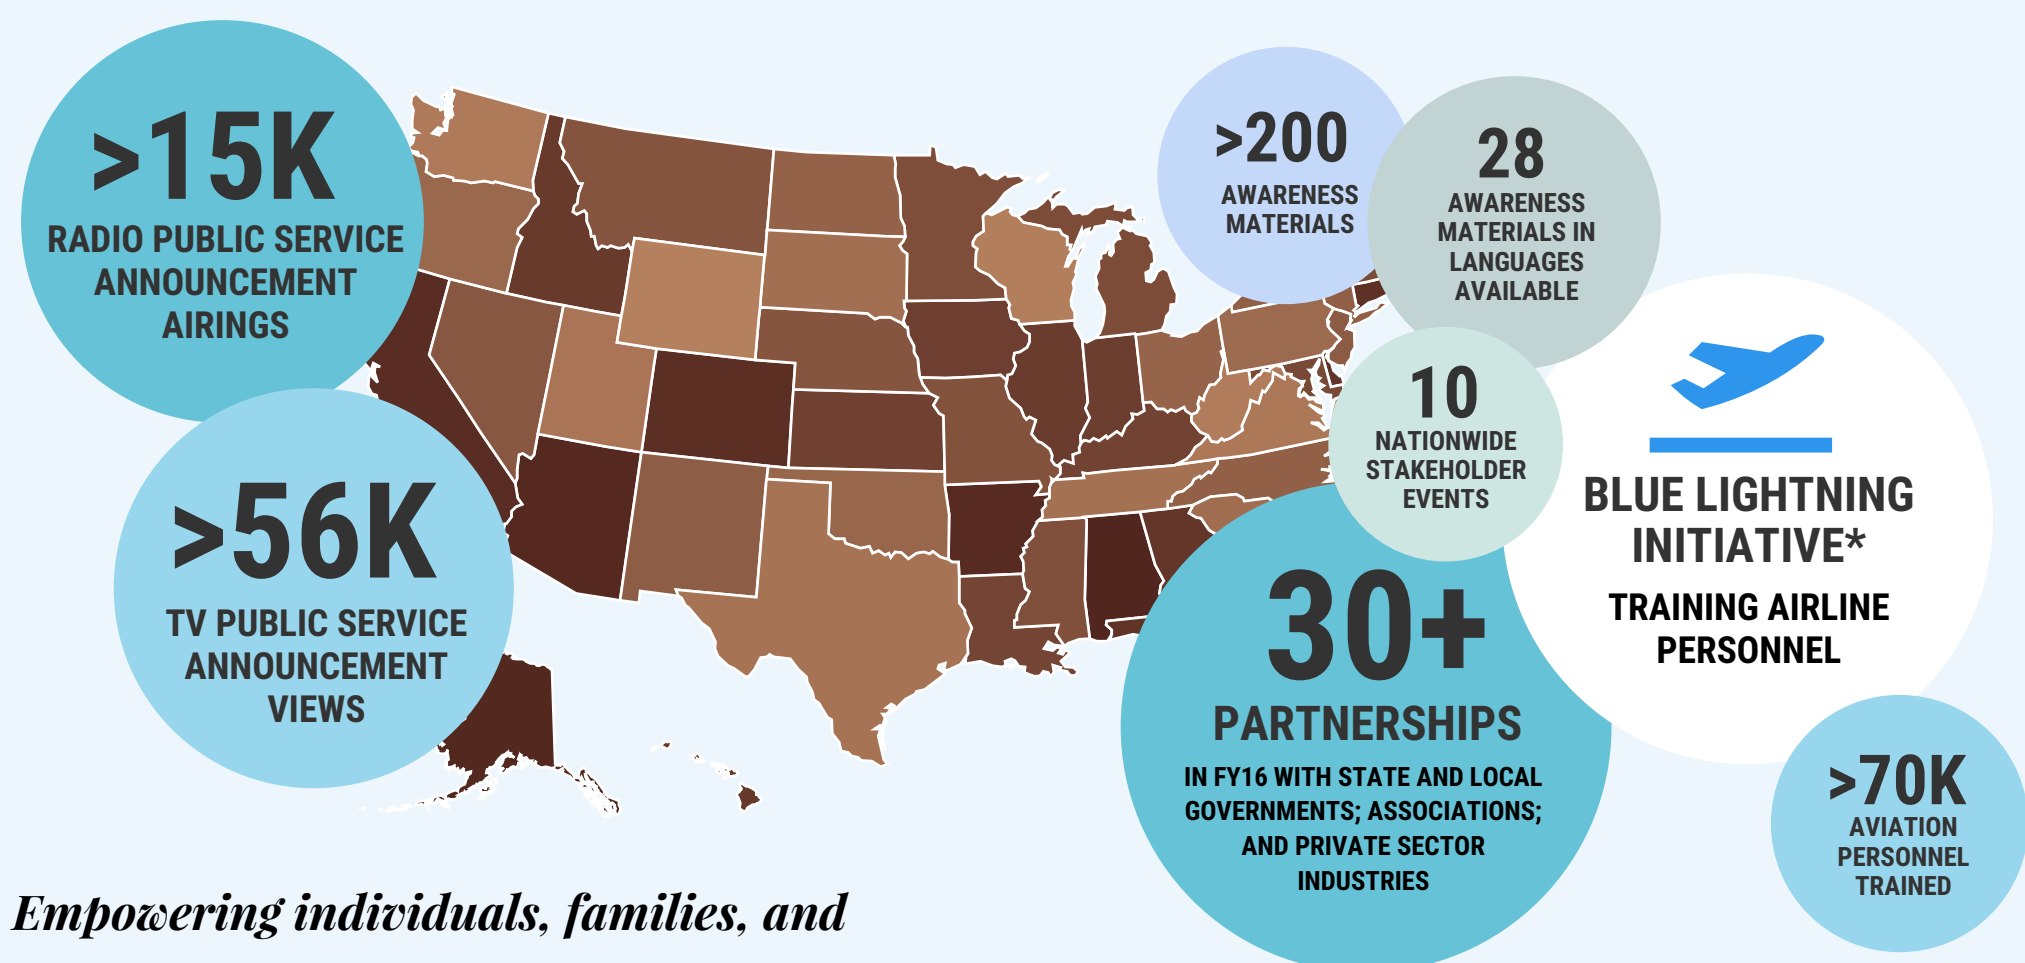 >15K
RADIO PUBLIC SERVICE
ANNOUNCEMENT
AIRINGS
>56K
TV PUBLIC SERVICE
ANNOUNCEMENT
VIEWS
>200
AWARENESS
MATERIALS
28
AWARENESS
MATERIALS IN
LANGUAGES
AVAILABLE
10
NATIONWIDE
STAKEHOLDER
EVENTS
BLUE LIGHTNING
INITIATIVE*
TRAINING AIRLINE
PERSONNEL
30+
PARTNERSHIPS
IN FY16 WITH STATE AND LOCAL
GOVERNMENTS; ASSOCIATIONS;
AND PRIVATE SECTOR
INDUSTRIES
>70K
AVIATION
PERSONNEL
TRAINED
Empowering individuals, families, and